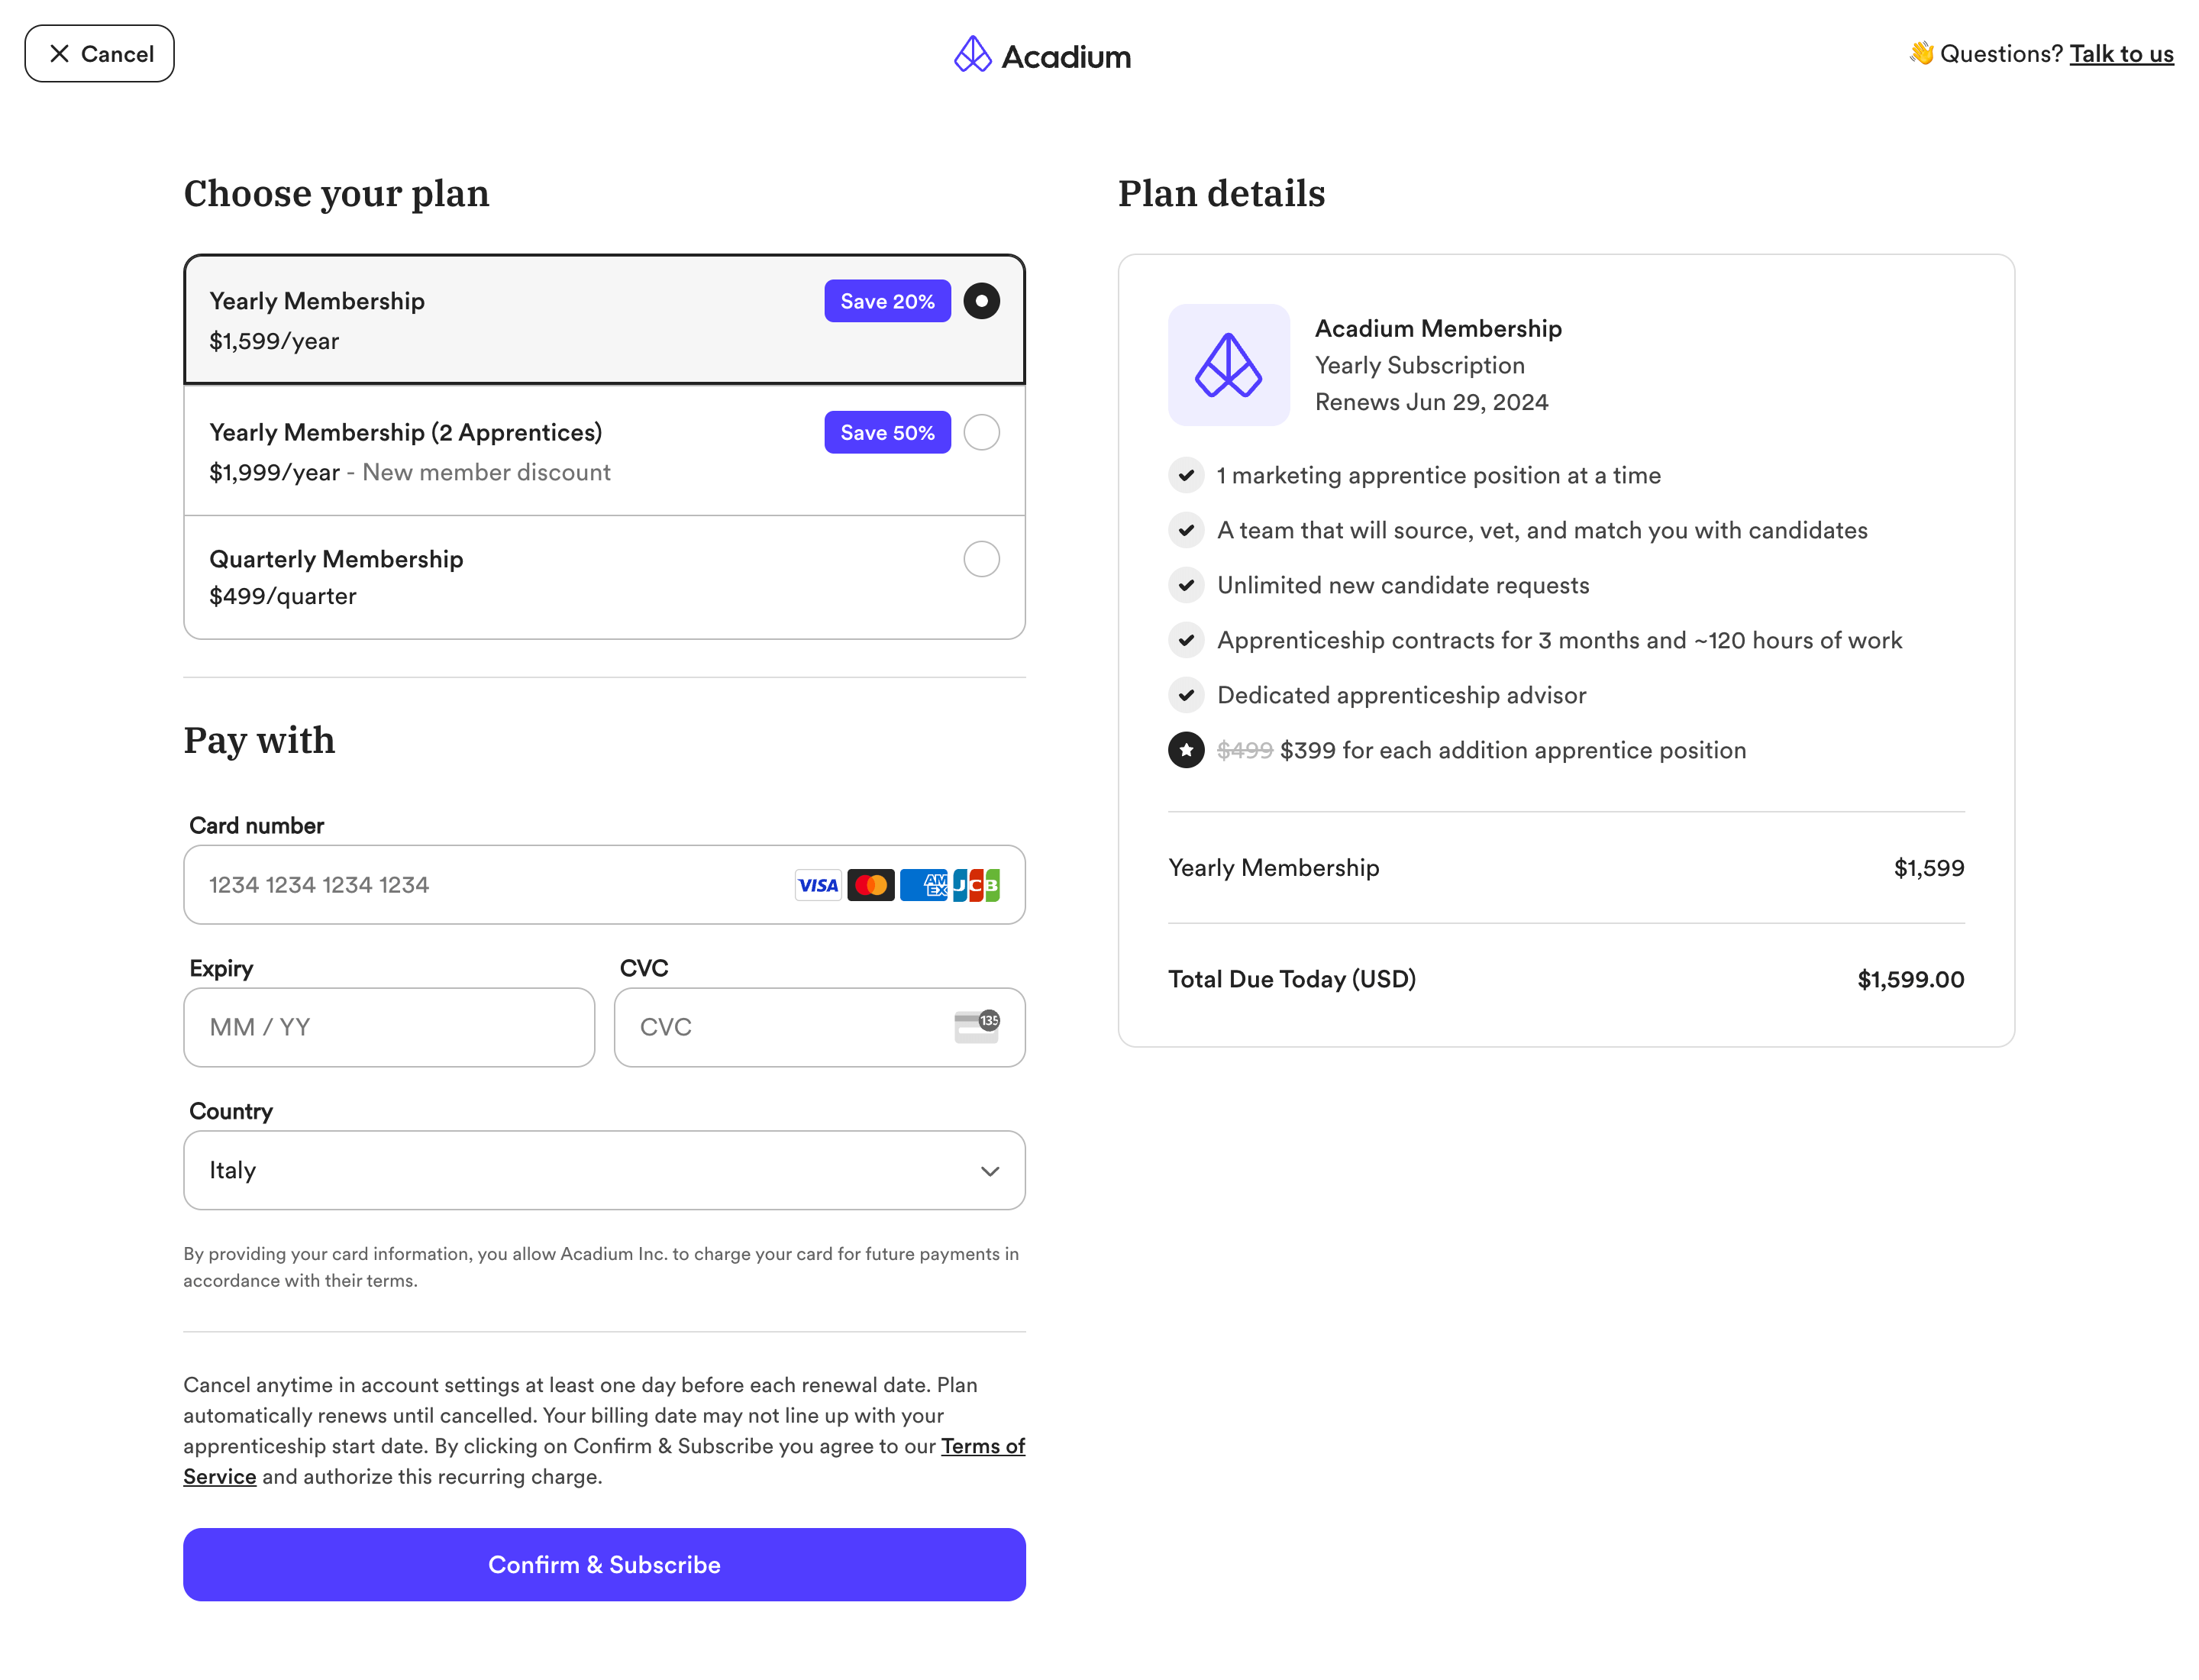 Cancel
Acadium
👋 Questions? Talk to us
Choose your plan
Yearly Membership
Save 20%
$1,599/year
Yearly Membership (2 Apprentices)
Save 50%
$1,999/year - New member discount
Quarterly Membership
$499/quarter
Pay with
Card number
1234 1234 1234 1234
VISA
AM
EX
JCB
Expiry
MM / YY
CVC
CVC
135
Country
Italy
By providing your card information, you allow Acadium Inc. to charge your card for future payments in
accordance with their terms.
Cancel anytime in account settings at least one day before each renewal date. Plan
automatically renews until cancelled. Your billing date may not line up with your
apprenticeship start date. By clicking on Confirm & Subscribe you agree to our Terms of
Service and authorize this recurring charge.
Confirm & Subscribe
Plan details
Acadium Membership
Yearly Subscription
Renews Jun 29, 2024
1 marketing apprentice position at a time
A team that will source, vet, and match you with candidates
Unlimited new candidate requests
Apprenticeship contracts for 3 months and ~120 hours of work
Dedicated apprenticeship advisor
$499 $399 for each addition apprentice position
Yearly Membership
$1,599
Total Due Today (USD)
$1,599.00